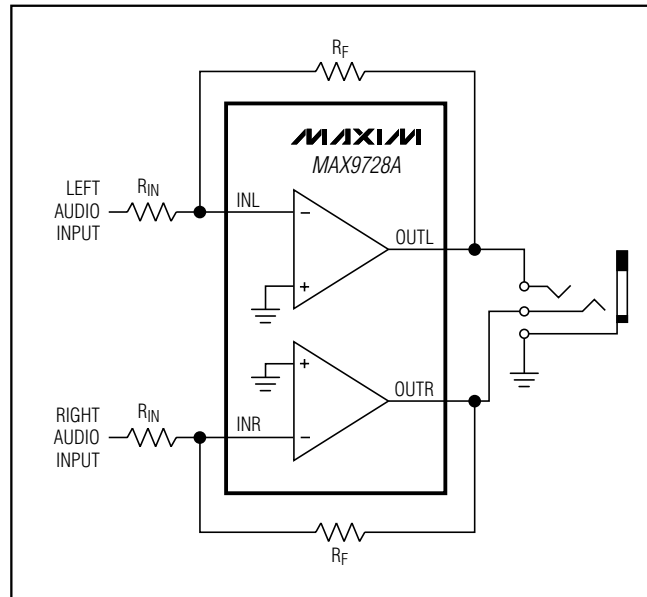 R_F
MAXIM
MAX9728A
LEFT
AUDIO
INPUT
R_IN
INL
−
+
OUTL
RIGHT
AUDIO
INPUT
R_IN
INR
+
−
OUTR
R_F